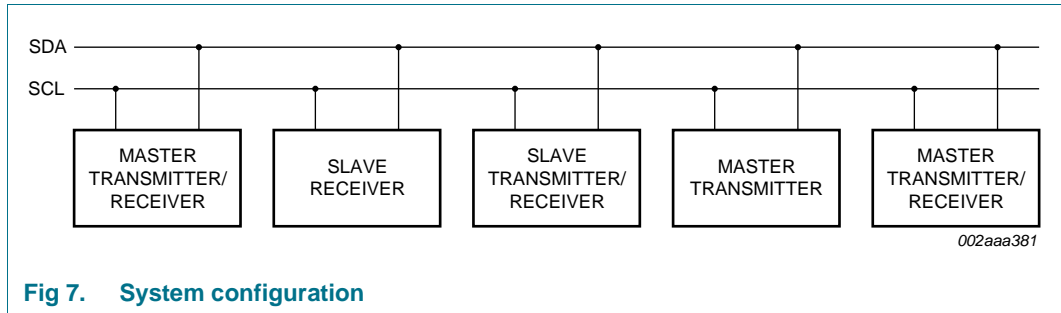 SDA
SCL
MASTER
TRANSMITTER/
RECEIVER
SLAVE
RECEIVER
SLAVE
TRANSMITTER/
RECEIVER
MASTER
TRANSMITTER
MASTER
TRANSMITTER/
RECEIVER
002aaa381
Fig 7. System configuration